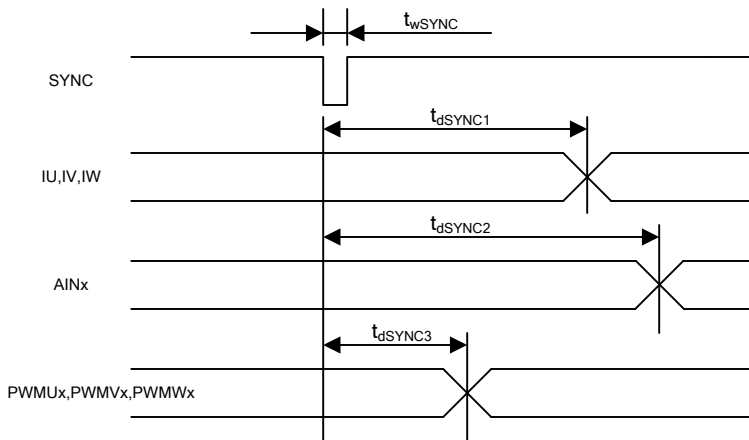 twSYNC
SYNC
tdSYNC1
IU,IV,IW
tdSYNC2
AINx
tdSYNC3
PWMUx,PWMVx,PWMWx